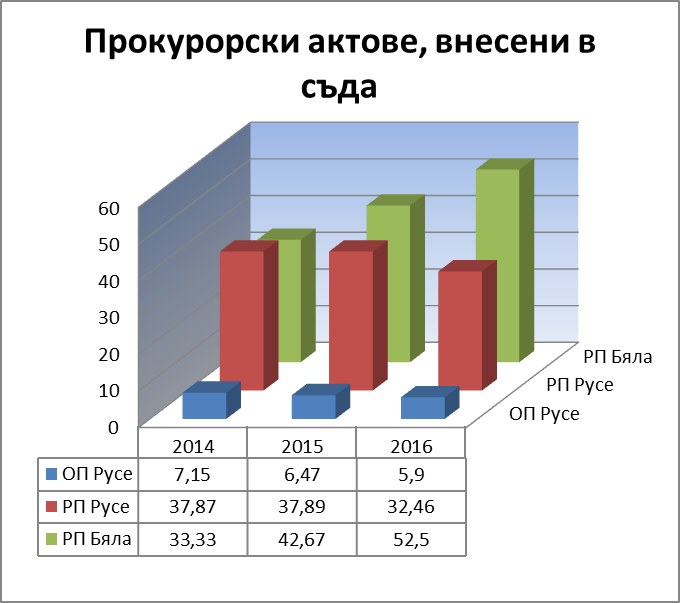 Прокурорски актове, внесени в
съда
60
50
40
30
20
10
0
РП Бяла
РП Русе
ОП Русе
2014 2015 2016
ОП Русе 7,15 6,47 5,9
РП Русе 37,87 37,89 32,46
РП Бяла 33,33 42,67 52,5